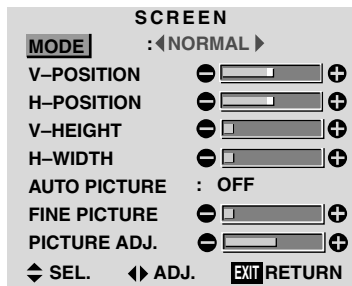 SCREEN
MODE : NORMAL
V–POSITION
H–POSITION
V–HEIGHT
H–WIDTH
AUTO PICTURE : OFF
FINE PICTURE
PICTURE ADJ.
SEL. ADJ. EXIT RETURN